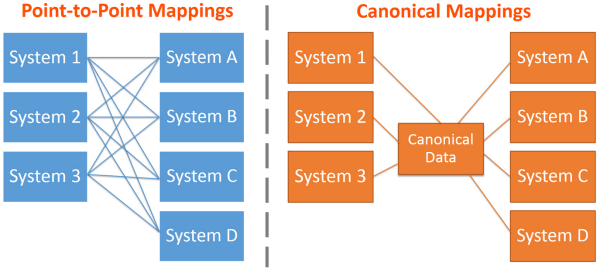 Point-to-Point Mappings
System 1
System A
System 2
System B
System 3
System C
System D
Canonical Mappings
System 1
System A
System 2
System B
Canonical
Data
System 3
System C
System D